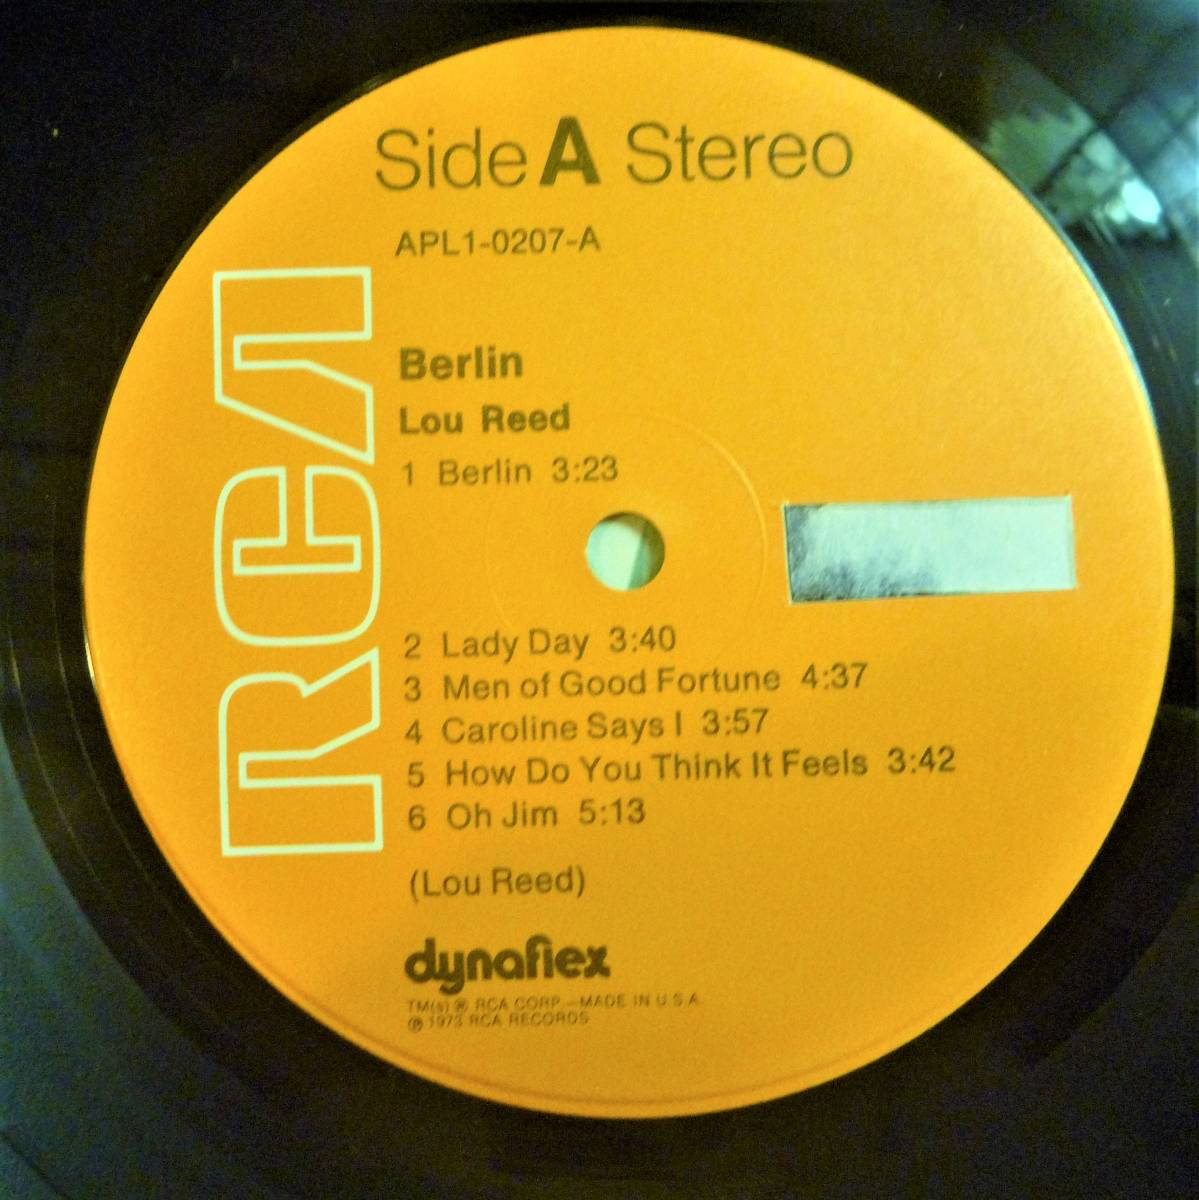 Side A Stereo
APL1-0207-A
RCA
Berlin
Lou Reed
1 Berlin 3:23
2 Lady Day 3:40
3 Men of Good Fortune 4:37
4 Caroline Says I 3:57
5 How Do You Think It Feels 3:42
6 Oh Jim 5:13
(Lou Reed)
dynaflex
TM(s) ® RCA CORP.—MADE IN U.S.A.
℗ 1973 RCA RECORDS